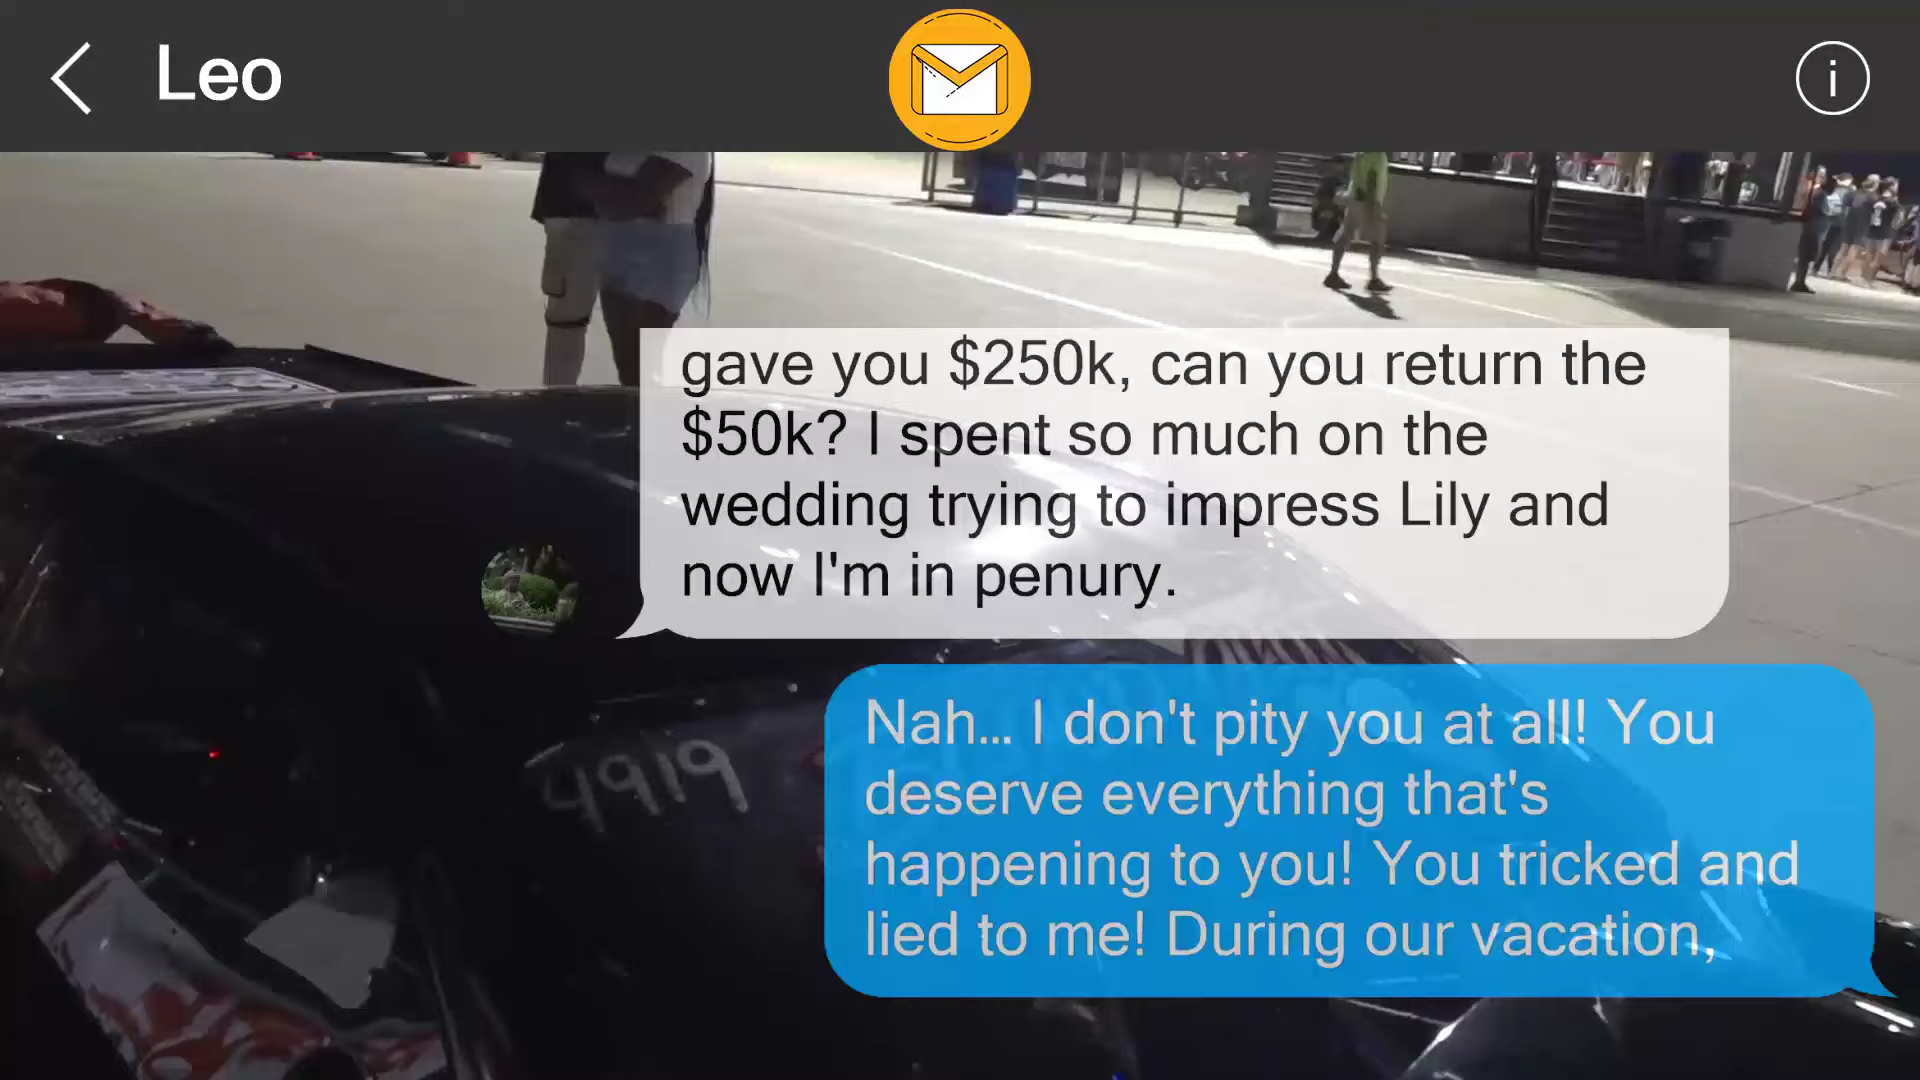 Leo
gave you $250k, can you return the
$50k? I spent so much on the
wedding trying to impress Lily and
now I'm in penury.
Nah... I don't pity you at all! You
deserve everything that's
happening to you! You tricked and
lied to me! During our vacation,
4919